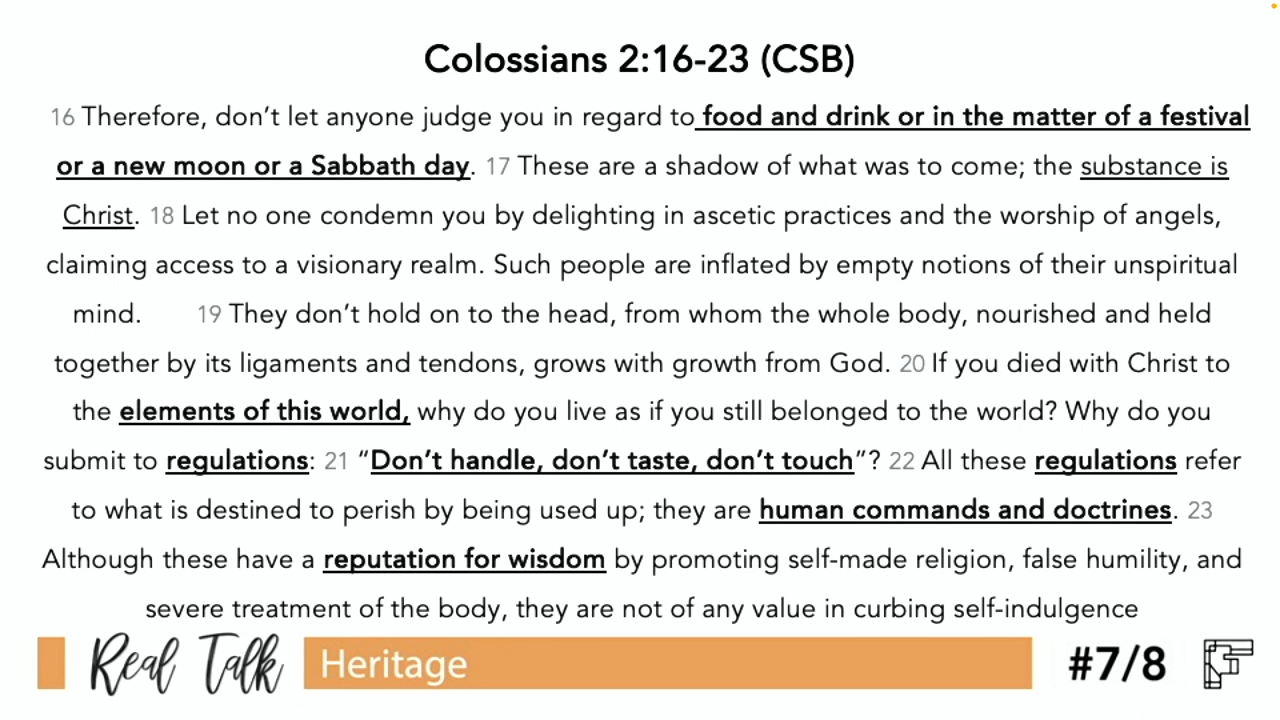 Colossians 2:16-23 (CSB)
16 Therefore, don’t let anyone judge you in regard to food and drink or in the matter of a festival
or a new moon or a Sabbath day. 17 These are a shadow of what was to come; the substance is
Christ. 18 Let no one condemn you by delighting in ascetic practices and the worship of angels,
claiming access to a visionary realm. Such people are inflated by empty notions of their unspiritual
mind. 19 They don’t hold on to the head, from whom the whole body, nourished and held
together by its ligaments and tendons, grows with growth from God. 20 If you died with Christ to
the elements of this world, why do you live as if you still belonged to the world? Why do you
submit to regulations: 21 “Don’t handle, don’t taste, don’t touch”? 22 All these regulations refer
to what is destined to perish by being used up; they are human commands and doctrines. 23
Although these have a reputation for wisdom by promoting self-made religion, false humility, and
severe treatment of the body, they are not of any value in curbing self-indulgence
Real Talk Heritage #7/8